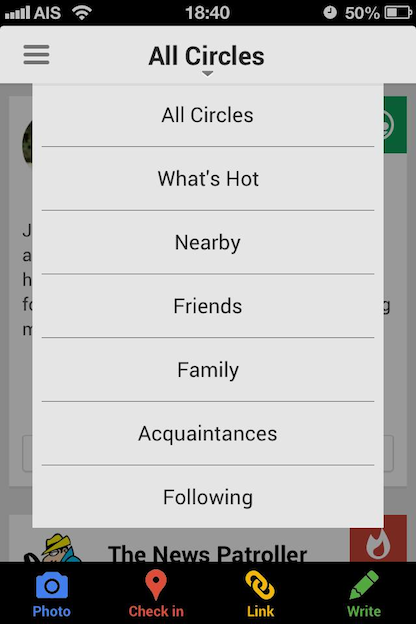 AIS 18:40 50%
All Circles
All Circles
What's Hot
Nearby
Friends
Family
Acquaintances
Following
The News Patroller
Photo Check in Link Write